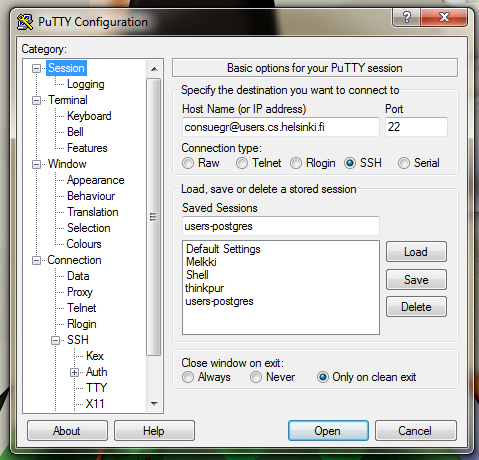 PuTTY Configuration
?
Category:
Session
Logging
Terminal
Keyboard
Bell
Features
Window
Appearance
Behaviour
Translation
Selection
Colours
Connection
Data
Proxy
Telnet
Rlogin
SSH
Kex
Auth
TTY
X11
Basic options for your PuTTY session
Specify the destination you want to connect to
Host Name (or IP address) Port
consuegr@users.cs.helsinki.fi 22
Connection type:
Raw Telnet Rlogin SSH Serial
Load, save or delete a stored session
Saved Sessions
users-postgres
Default Settings
Melkki
Shell
thinkpur
users-postgres
Load
Save
Delete
Close window on exit:
Always Never Only on clean exit
About Help Open Cancel